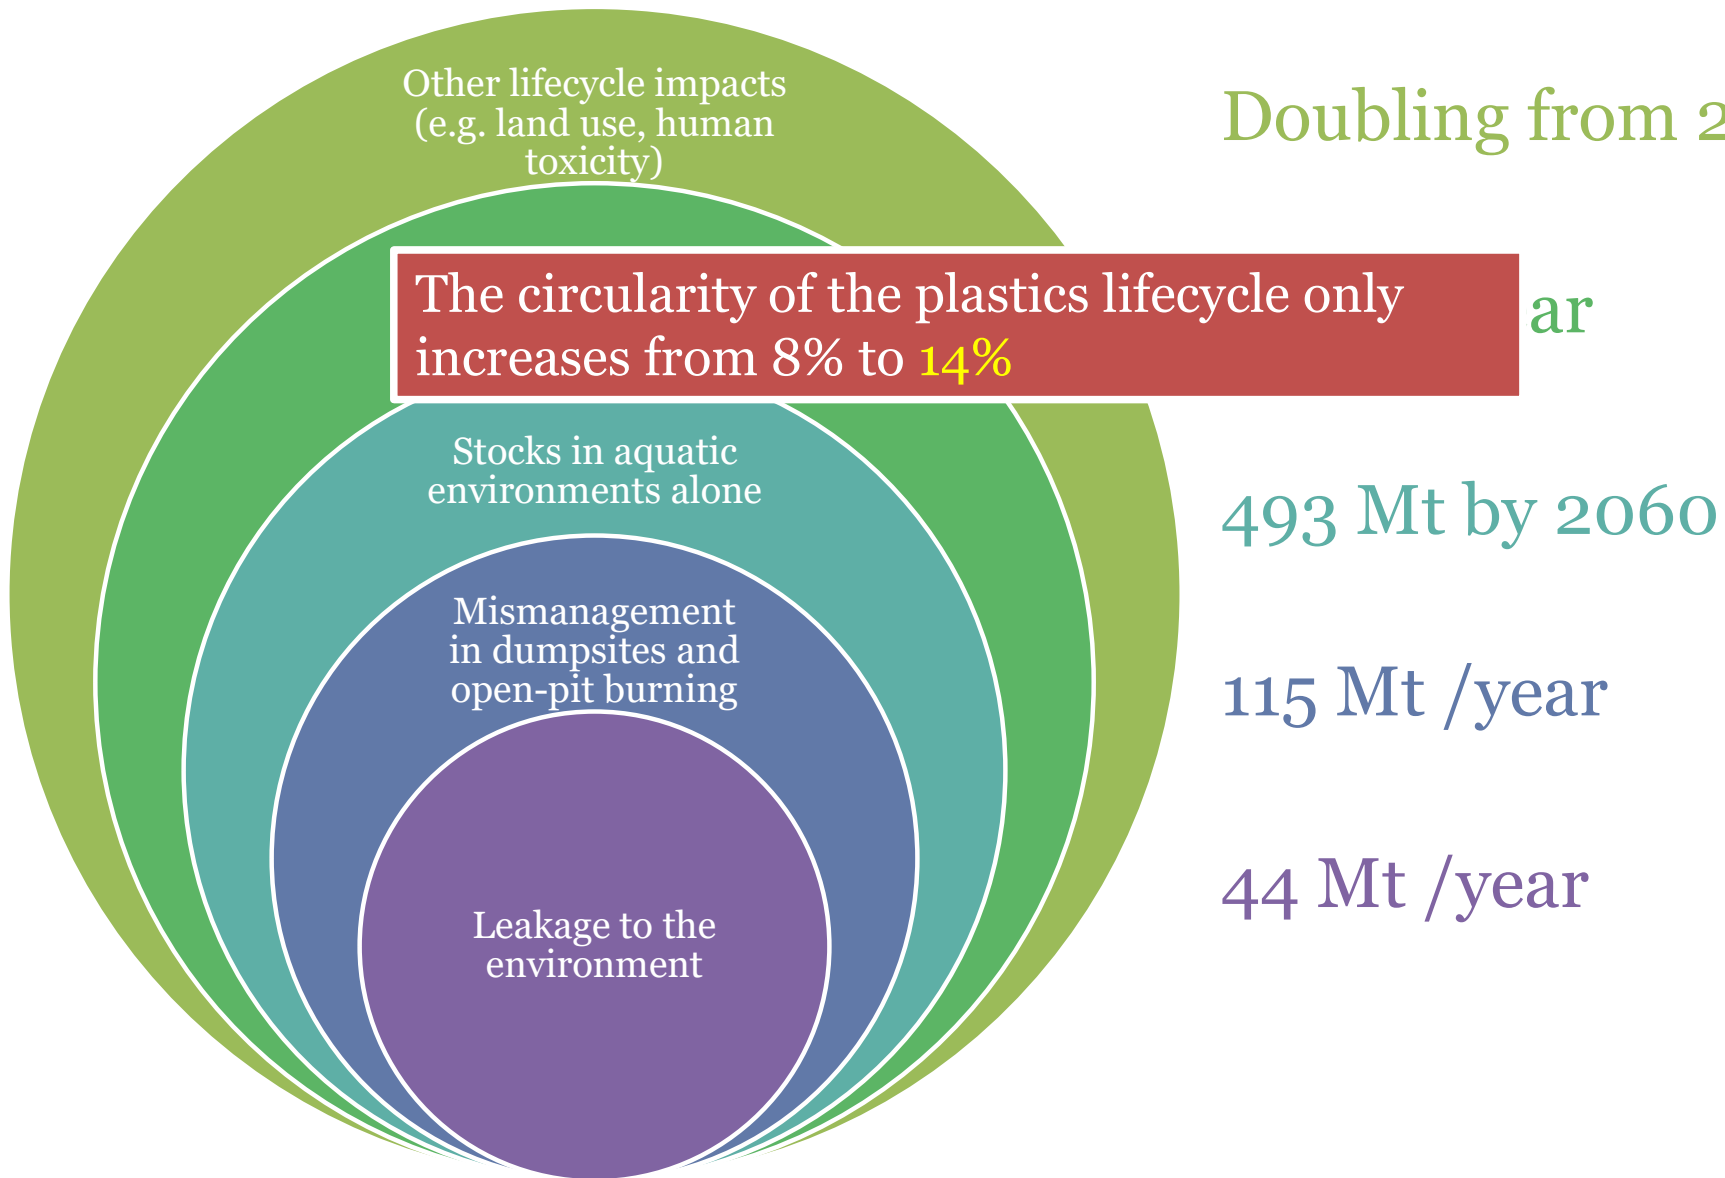 Other lifecycle impacts
(e.g. land use, human
toxicity)
Doubling from
The circularity of the plastics lifecycle only
increases from 8% to 14%
Stocks in aquatic
environments alone
493 Mt by 2060
Mismanagement
in dumpsites and
open-pit burning
115 Mt /year
Leakage to the
environment
44 Mt /year